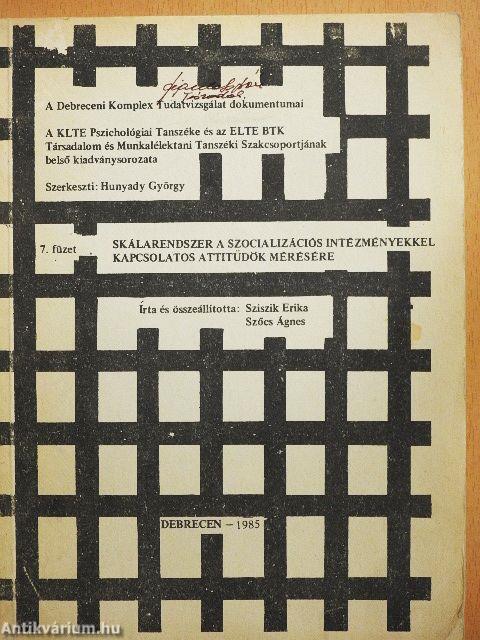 A Debreceni Komplex Tudatvizsgálat dokumentumai
A KLTE Pszichológiai Tanszéke és az ELTE BTK
Társadalom és Munkalélektani Tanszéki Szakcsoportjának
belső kiadványsorozata
Szerkeszti: Hunyady György
7. füzet
SKÁLARENDSZER A SZOCIALIZÁCIÓS INTÉZMÉNYEKKEL
KAPCSOLATOS ATTITŰDÖK MÉRÉSÉRE
Írta és összeállította: Sziszik Erika
Szőcs Ágnes
DEBRECEN – 1985
Antikvárium.hu